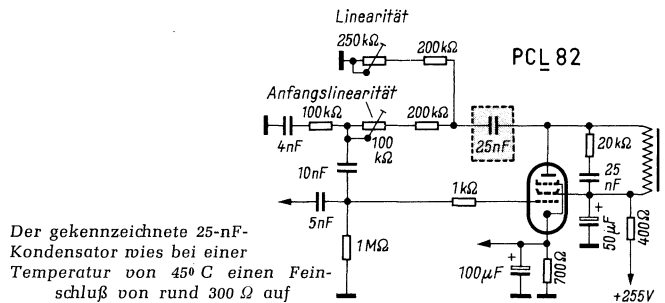 Linearität
250kΩ
200kΩ
PCL 82
Anfangslinearität
100kΩ
200kΩ
4nF
100
kΩ
25nF
20kΩ
10nF
25
nF
5nF
1kΩ
1MΩ
100µF
+
700Ω
+
50µF
400Ω
+255V
Der gekennzeichnete 25-nF-
Kondensator wies bei einer
Temperatur von 45⁰ C einen Fein-
schluß von rund 300 Ω auf